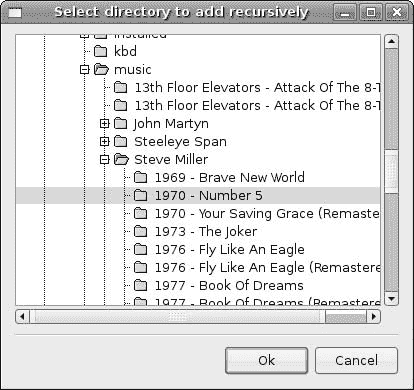 Select directory to add recursively
installed
kbd
music
13th Floor Elevators - Attack Of The 8-T
13th Floor Elevators - Attack Of The 8-T
John Martyn
Steeleye Span
Steve Miller
1969 - Brave New World
1970 - Number 5
1970 - Your Saving Grace (Remastere
1973 - The Joker
1976 - Fly Like An Eagle
1976 - Fly Like An Eagle (Remastere
1977 - Book Of Dreams
1977 - Book Of Dreams (Remastered
Ok
Cancel